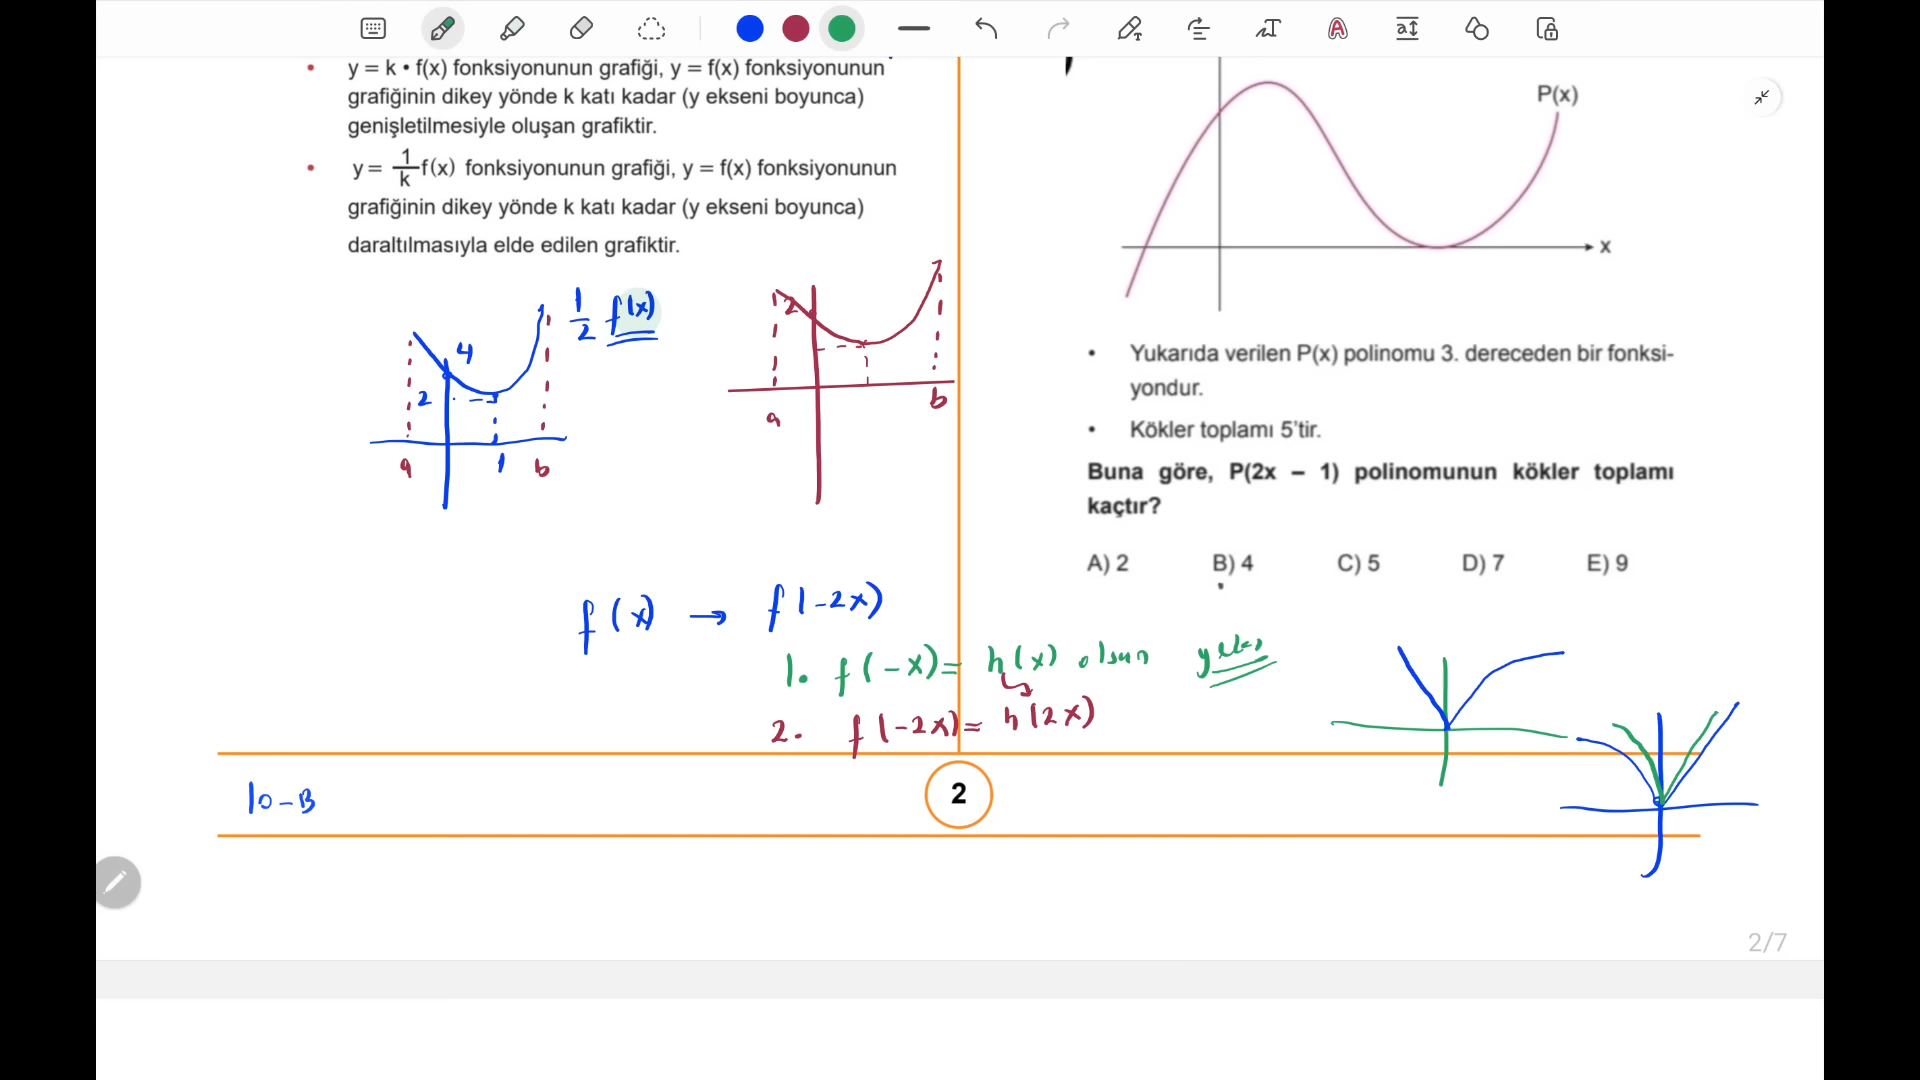 • y = k • f(x) fonksiyonunun grafiği, y = f(x) fonksiyonunun
grafiğinin dikey yönde k katı kadar (y ekseni boyunca)
genişletilmesiyle oluşan grafiktir.
• y = 1/k f(x) fonksiyonunun grafiği, y = f(x) fonksiyonunun
grafiğinin dikey yönde k katı kadar (y ekseni boyunca)
daraltılmasıyla elde edilen grafiktir.
1/2 f(x)
4
2
a
1
b
2
a
b
f(x) → f(-2x)
1. f(-x) = h(x) olsun
2. f(-2x) = h(2x)
10-B
2
P(x)
x
• Yukarıda verilen P(x) polinomu 3. dereceden bir fonksi-
yondur.
• Kökler toplamı 5'tir.
Buna göre, P(2x – 1) polinomunun kökler toplamı
kaçtır?
A) 2 B) 4 C) 5 D) 7 E) 9
2/7